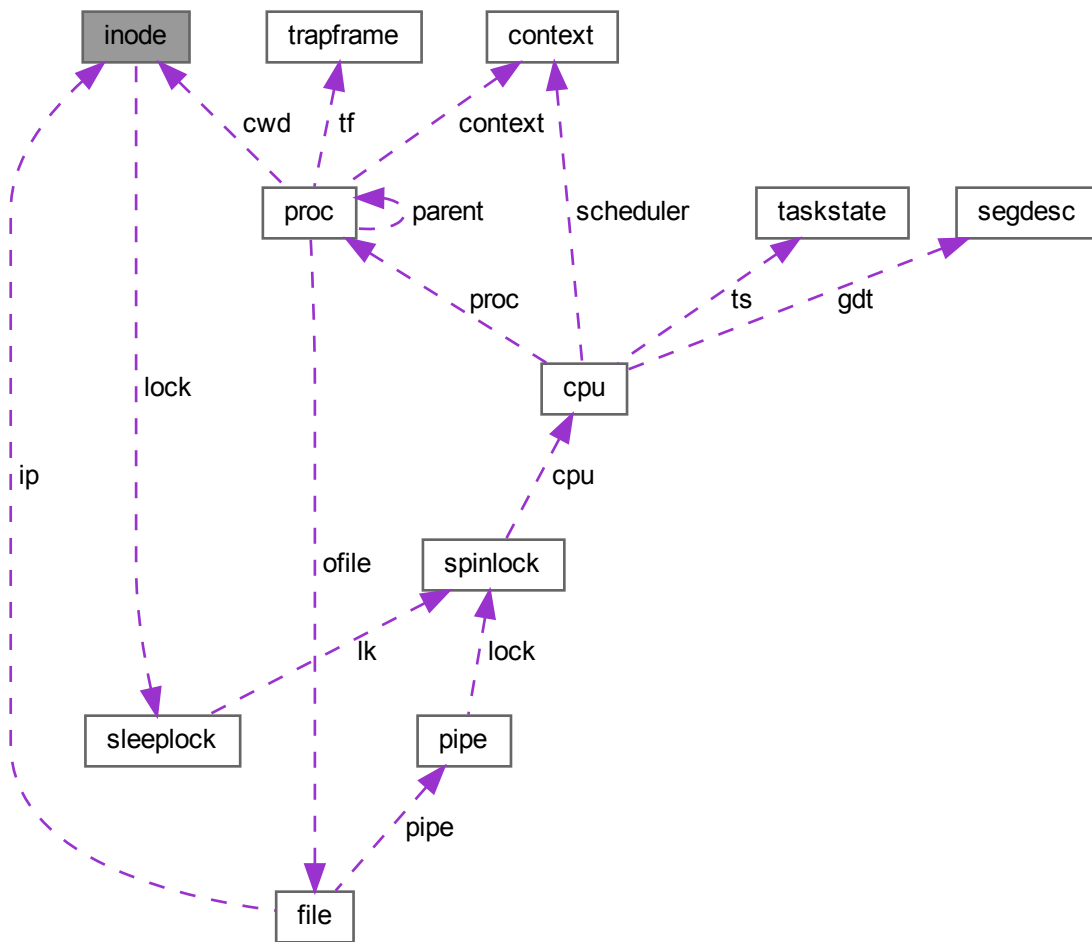 inode
trapframe
context
cwd
tf
context
proc
parent
scheduler
taskstate
segdesc
proc
ts
gdt
lock
cpu
ip
cpu
ofile
spinlock
lk
lock
sleeplock
pipe
pipe
file